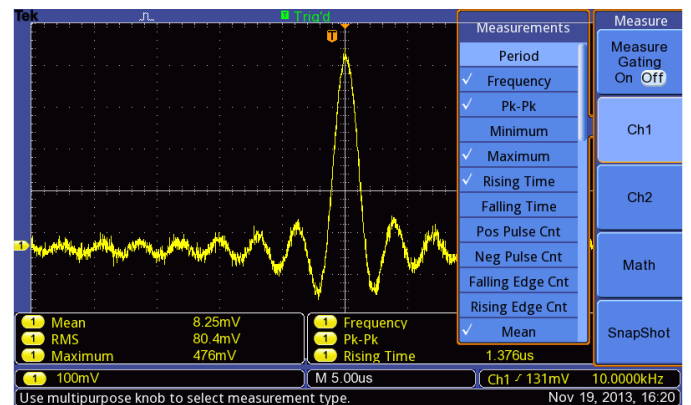 Tek
T Trig'd
T
Measurements
Period
✓ Frequency
✓ Pk-Pk
Minimum
✓ Maximum
✓ Rising Time
Falling Time
Pos Pulse Cnt
Neg Pulse Cnt
Falling Edge Cnt
Rising Edge Cnt
✓ Mean
Measure
Measure
Gating
On Off
Ch1
Ch2
Math
SnapShot
1
1 Mean 8.25mV
1 RMS 80.4mV
1 Maximum 476mV
1 Frequency
1 Pk-Pk
1 Rising Time 1.376us
1 100mV
M 5.00us
Ch1 131mV 10.0000kHz
Use multipurpose knob to select measurement type.
Nov 19, 2013, 16:20